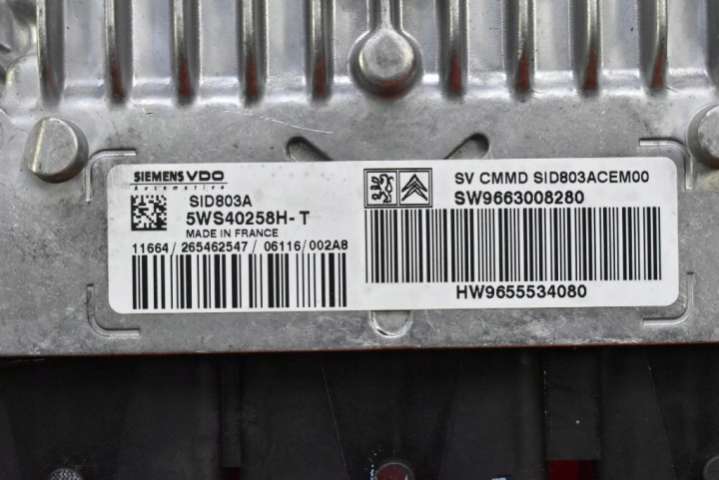 SIEMENS VDO
Automotive
SID803A
5WS40258H-T
MADE IN FRANCE
11664/265462547/06116/002A8
SV CMMD SID803ACEM00
SW9663008280
HW9655534080